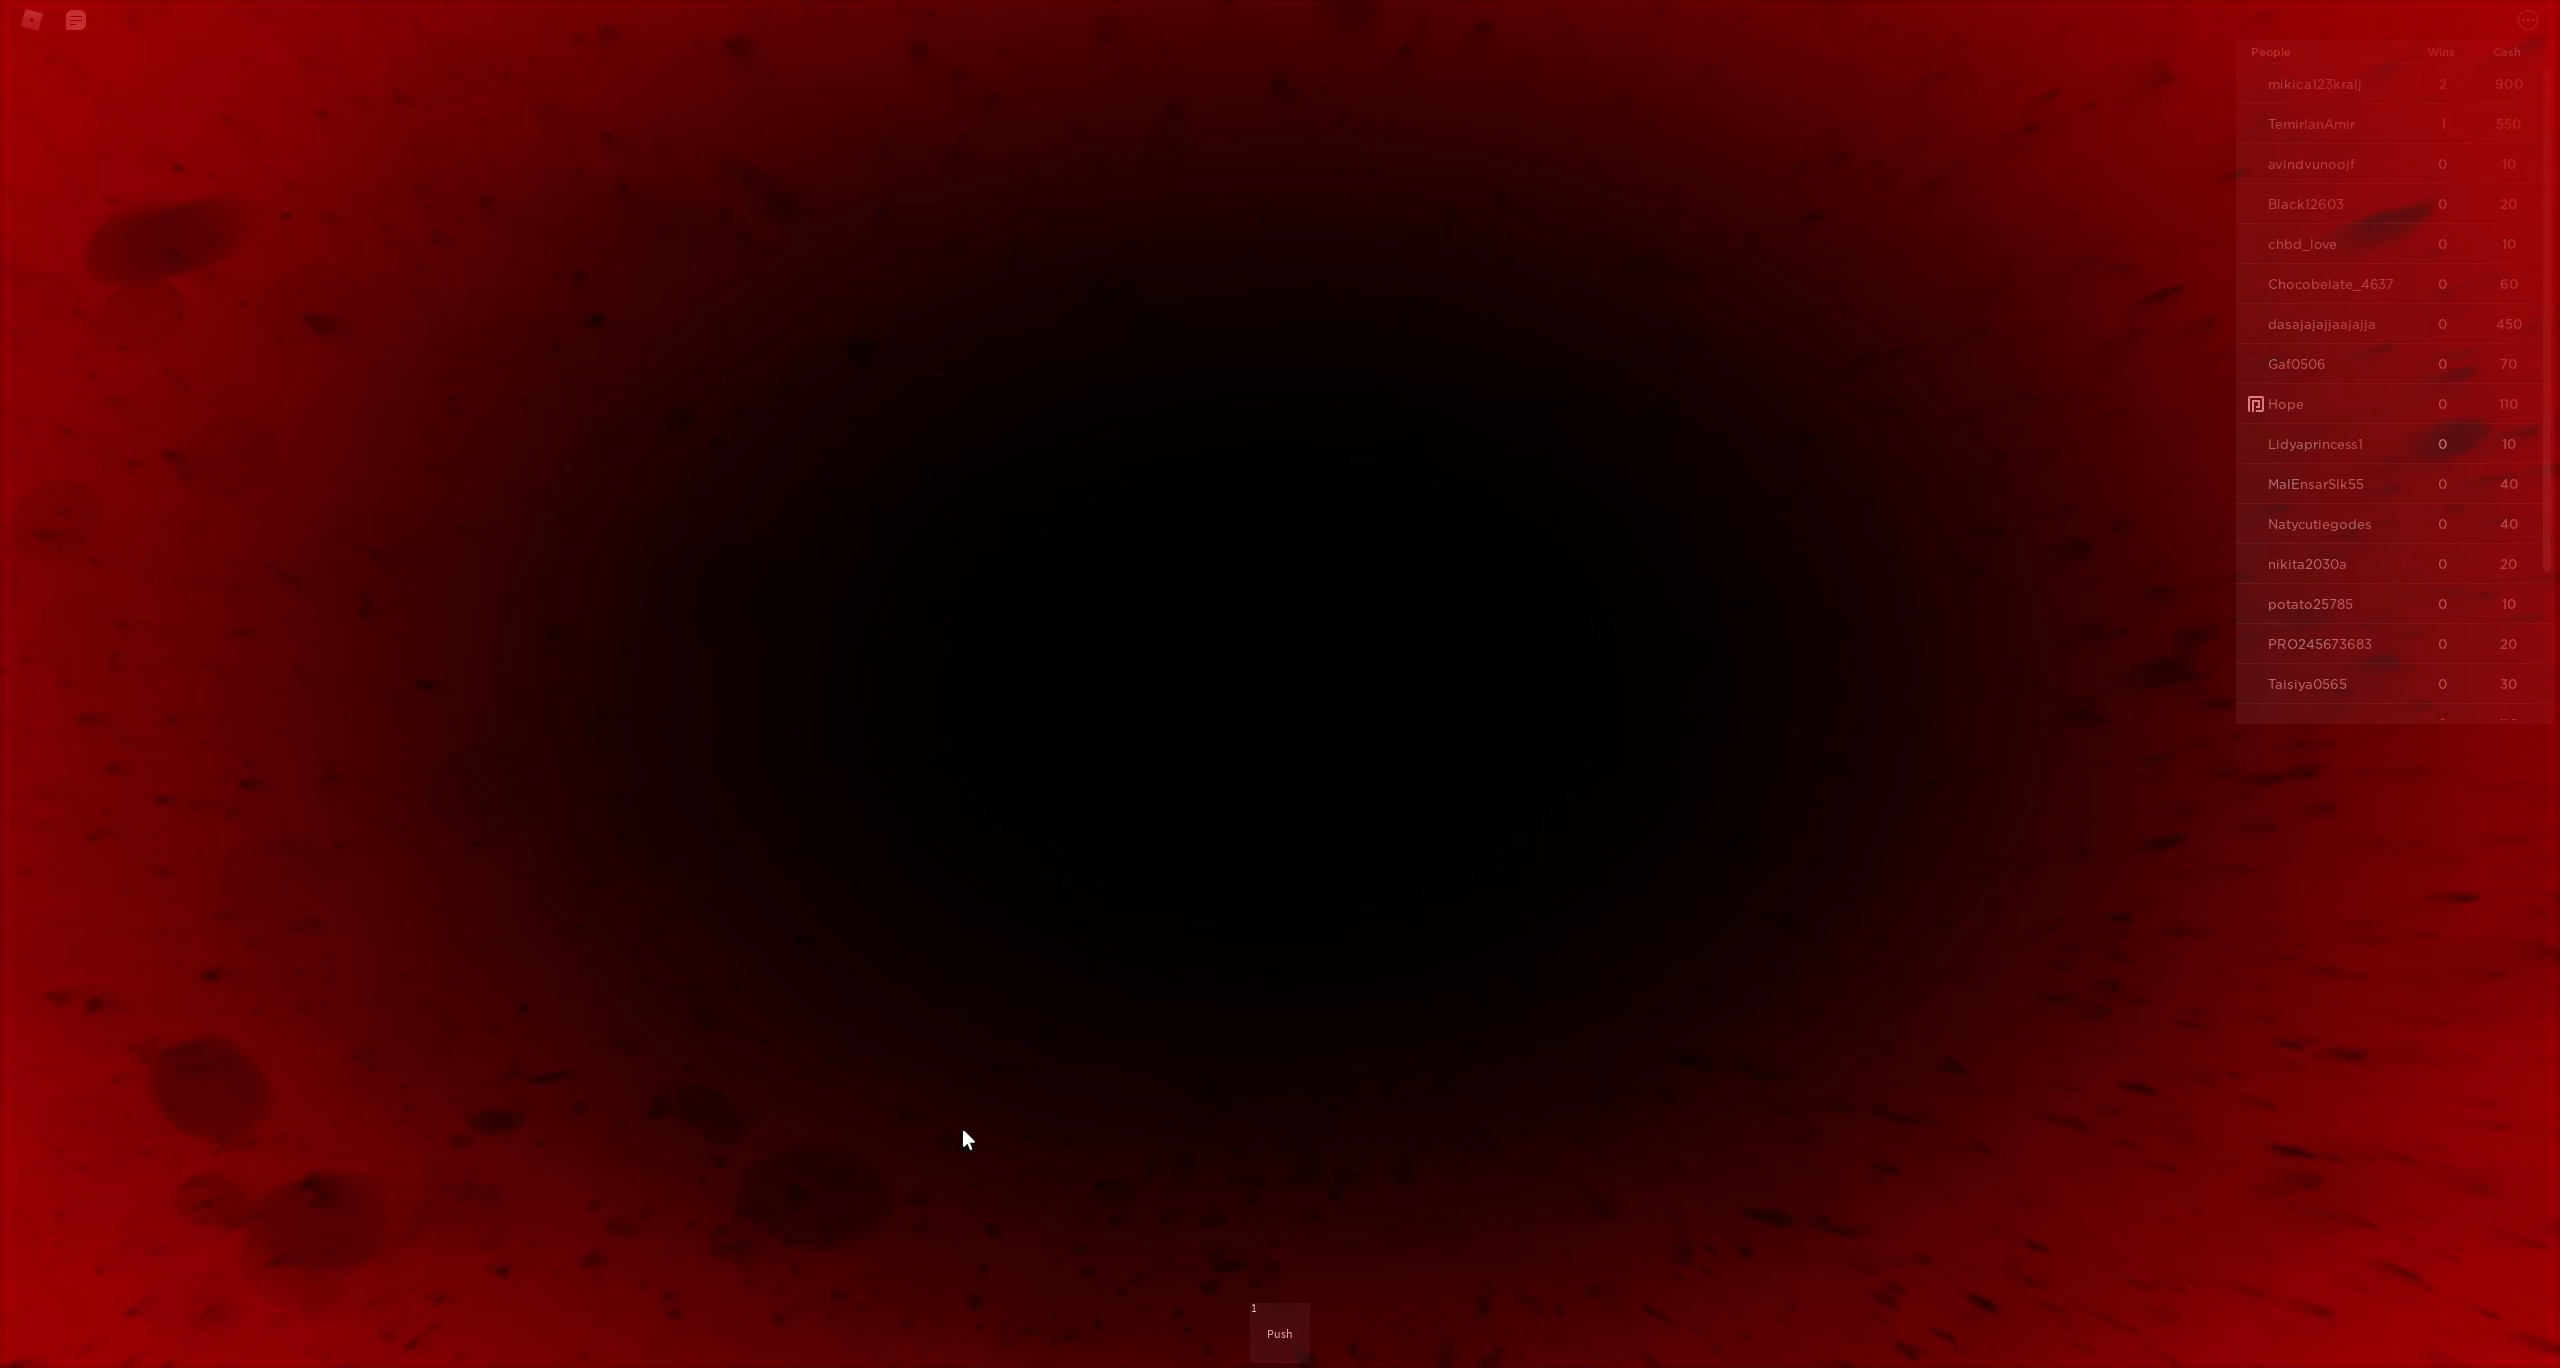 People Wins Cash
mikica123kralj 2 900
TemirlanAmir 1 550
avindvunoojf 0 10
Black12603 0 20
chbd_love 0 10
Chocobelate_4637 0 60
dasajajajjaajajja 0 450
Gaf0506 0 70
Hope 0 110
Lidyaprincess1 0 10
MalEnsarSlk55 0 40
Natycutiegodes 0 40
nikita2030a 0 20
potato25785 0 10
PRO245673683 0 20
Taisiya0565 0 30
1
Push